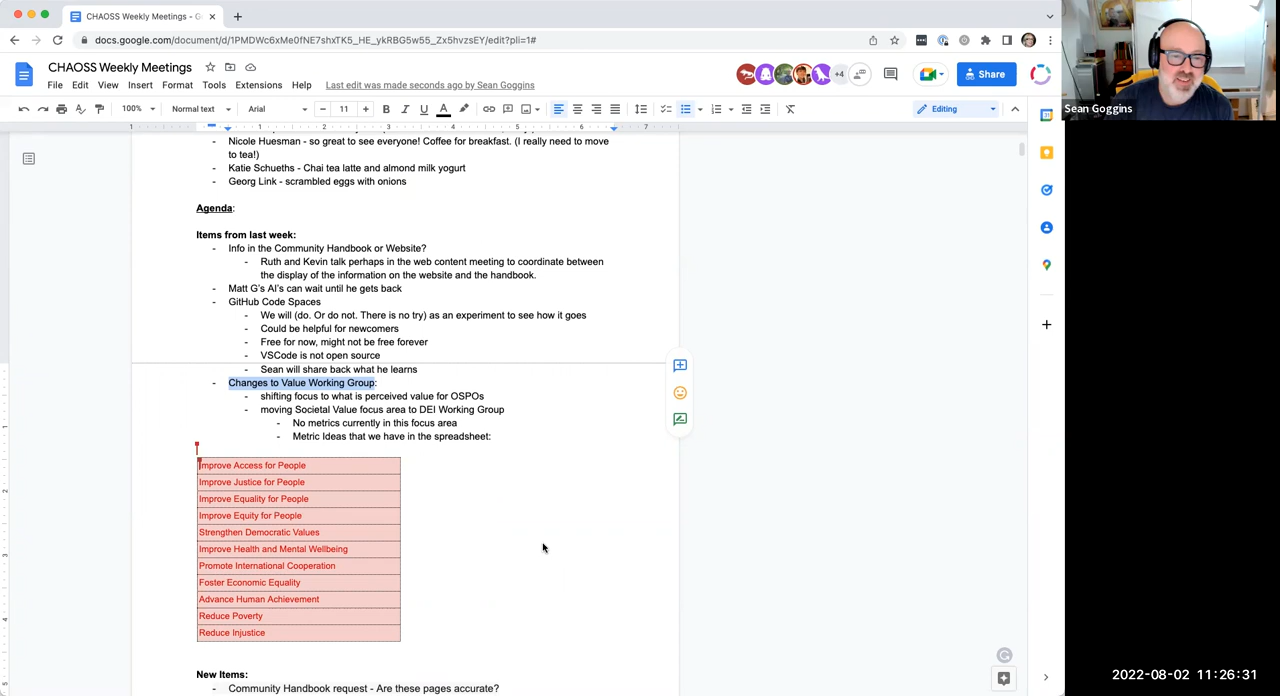 CHAOSS Weekly Meetings - G
docs.google.com/document/d/1PMDWc6xMe0fNE7shxTK5_HE_ykRBG5w55_Zx5hvzsEY/edit?pli=1#
CHAOSS Weekly Meetings
File Edit View Insert Format Tools Extensions Help Last edit was made seconds ago by Sean Goggins
+4
Share
Sean Goggins
100% Normal text Arial 11 B I U A Editing
1 1 2 3 4 5 6 7
Nicole Huesman - so great to see everyone! Coffee for breakfast. (I really need to move
to tea!)
- Katie Schueths - Chai tea latte and almond milk yogurt
- Georg Link - scrambled eggs with onions
Agenda:
Items from last week:
- Info in the Community Handbook or Website?
- Ruth and Kevin talk perhaps in the web content meeting to coordinate between
the display of the information on the website and the handbook.
- Matt G's AI's can wait until he gets back
- GitHub Code Spaces
- We will (do. Or do not. There is no try) as an experiment to see how it goes
- Could be helpful for newcomers
- Free for now, might not be free forever
- VSCode is not open source
- Sean will share back what he learns
- Changes to Value Working Group:
- shifting focus to what is perceived value for OSPOs
- moving Societal Value focus area to DEI Working Group
- No metrics currently in this focus area
- Metric Ideas that we have in the spreadsheet:
Improve Access for People
Improve Justice for People
Improve Equality for People
Improve Equity for People
Strengthen Democratic Values
Improve Health and Mental Wellbeing
Promote International Cooperation
Foster Economic Equality
Advance Human Achievement
Reduce Poverty
Reduce Injustice
New Items:
- Community Handbook request - Are these pages accurate?
2022-08-02 11:26:31